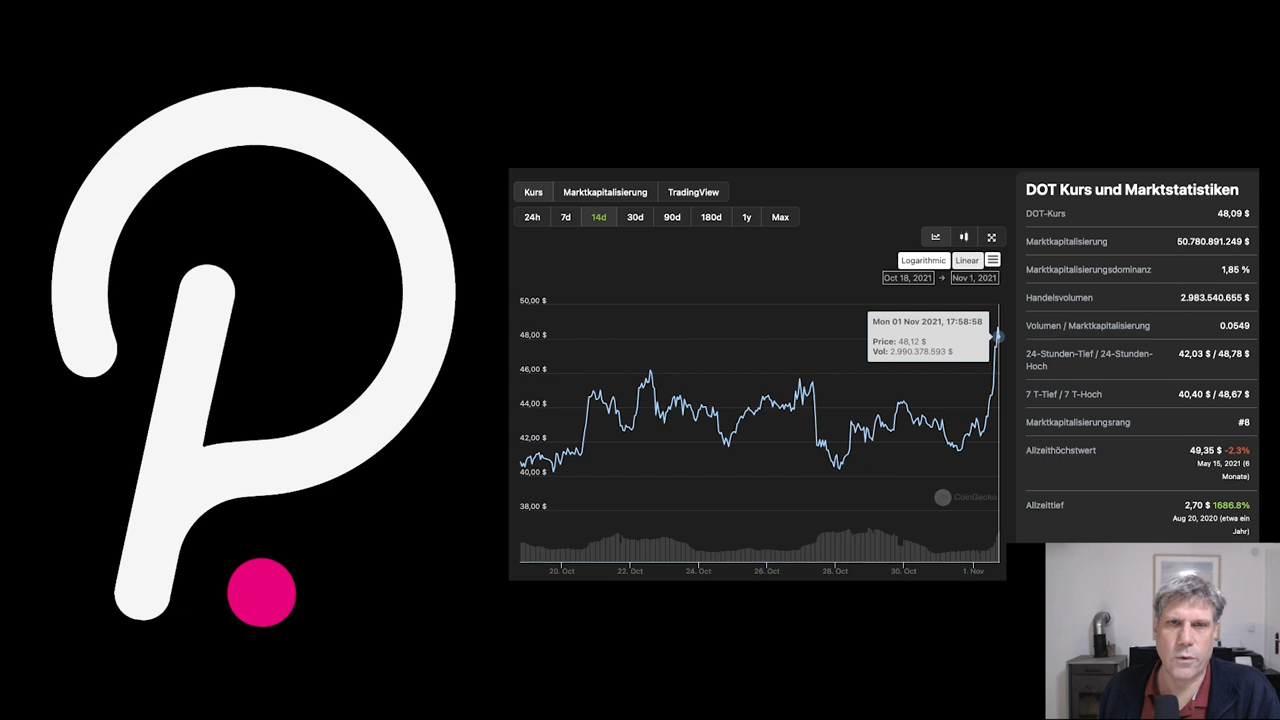 Kurs Marktkapitalisierung TradingView
24h 7d 14d 30d 90d 180d 1y Max
Logarithmic Linear
Oct 18, 2021 → Nov 1, 2021
50,00 $
48,00 $
46,00 $
44,00 $
42,00 $
40,00 $
38,00 $
Mon 01 Nov 2021, 17:58:58
Price: 48,12 $
Vol: 2.990.378.593 $
CoinGecko
20. Oct 22. Oct 24. Oct 26. Oct 28. Oct 30. Oct 1. Nov
DOT Kurs und Marktstatistiken
DOT-Kurs 48,09 $
Marktkapitalisierung 50.780.891.249 $
Marktkapitalisierungsdominanz 1,85 %
Handelsvolumen 2.983.540.655 $
Volumen / Marktkapitalisierung 0.0549
24-Stunden-Tief / 24-Stunden- 42,03 $ / 48,78 $
Hoch
7 T-Tief / 7 T-Hoch 40,40 $ / 48,67 $
Marktkapitalisierungsrang #8
Allzeithöchstwert 49,35 $ -2.3%
May 15, 2021 (6
Monate)
Allzeittief 2,70 $ 1686.8%
Aug 20, 2020 (etwa ein
Jahr)